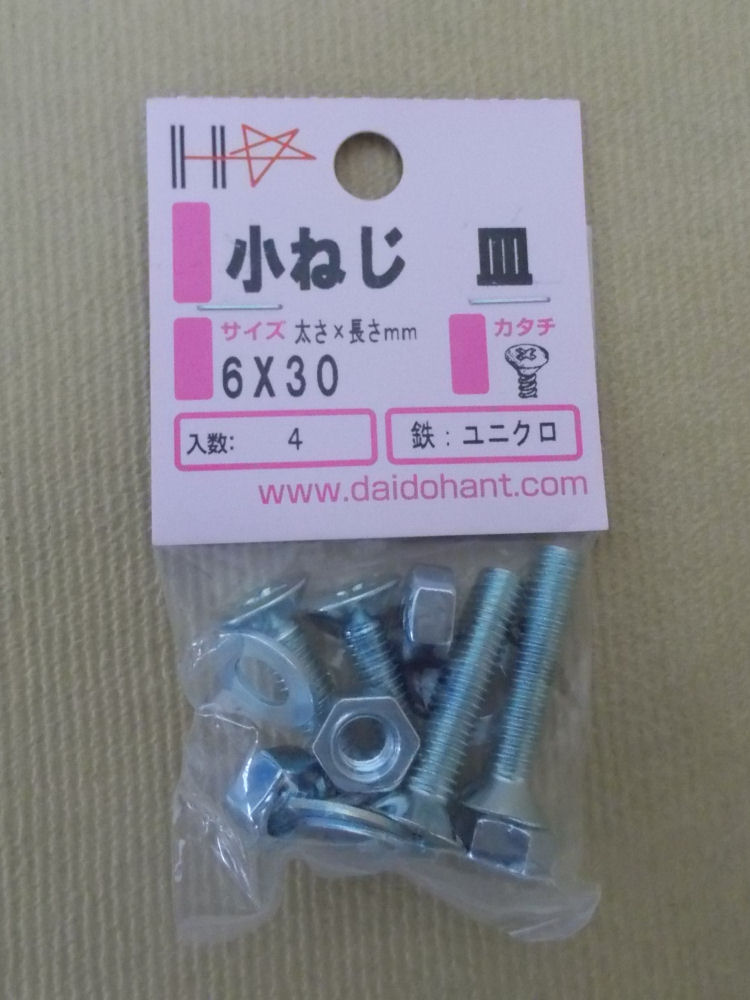 H
小ねじ 皿
サイズ 太さ×長さmm カタチ
6X30
入数: 4 鉄:ユニクロ
www.daidohant.com